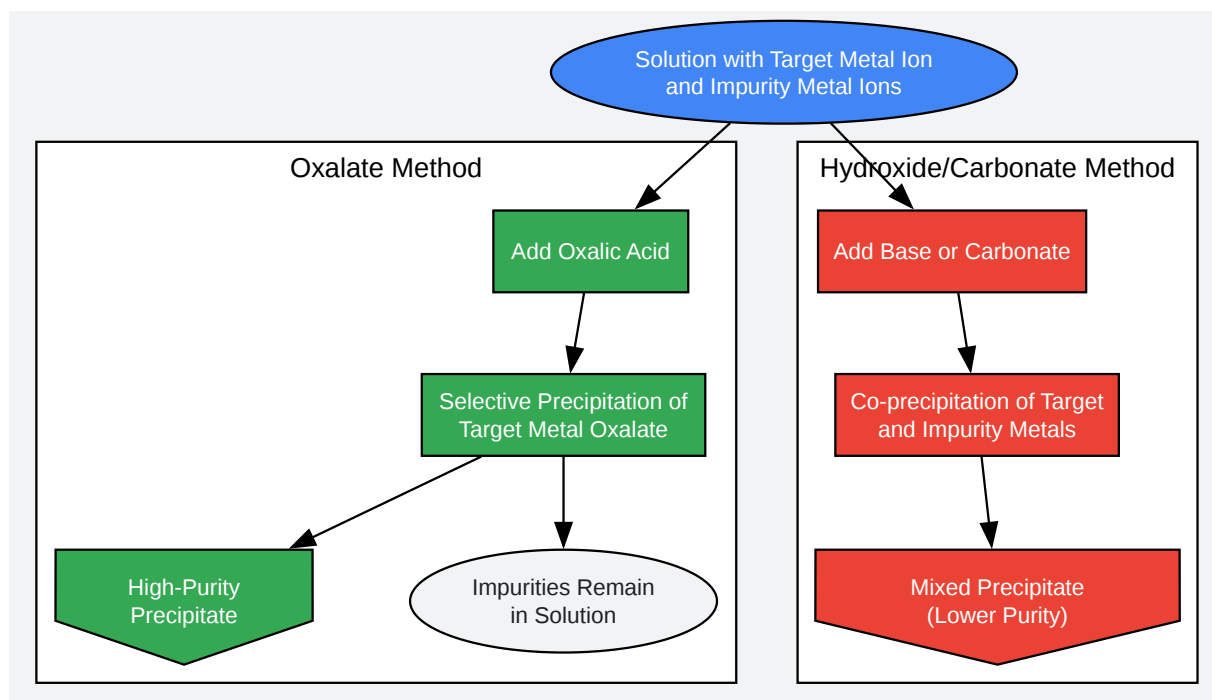 Solution with Target Metal Ion
and Impurity Metal Ions
Oxalate Method
Add Oxalic Acid
Selective Precipitation of
Target Metal Oxalate
High-Purity
Precipitate
Impurities Remain
in Solution
Hydroxide/Carbonate Method
Add Base or Carbonate
Co-precipitation of Target
and Impurity Metals
Mixed Precipitate
(Lower Purity)